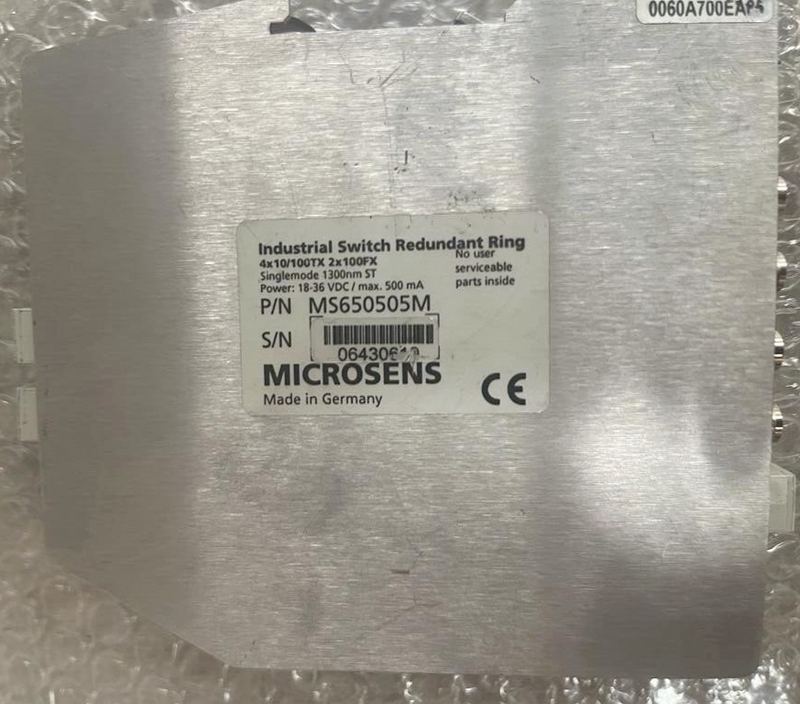 Industrial Switch Redundant Ring
4x10/100TX 2x100FX
Singlemode 1300nm ST
Power: 18-36 VDC / max. 500 mA
No user
serviceable
parts inside
P/N MS650505M
S/N
MICROSENS
Made in Germany
CE